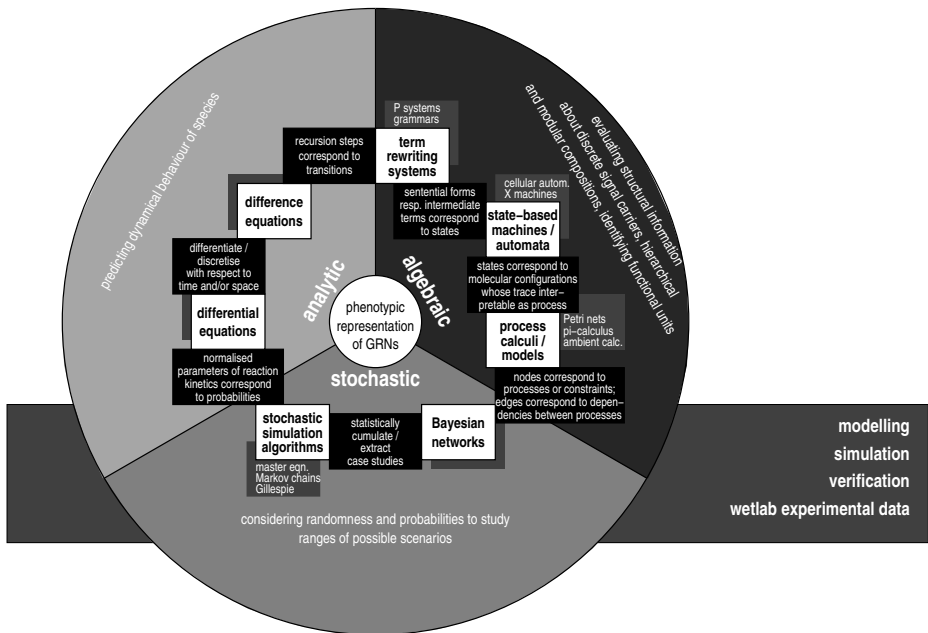 predicting dynamical behaviour of species
evaluating structural information
about discrete signal carriers, hierarchical
and modular compositions, identifying functional units
P systems
grammars
recursion steps
correspond to
transitions
term
rewriting
systems
difference
equations
sentential forms
resp. intermediate
terms correspond
to states
cellular autom.
X machines
state−based
machines /
automata
differentiate /
discretise
with respect to
time and/or space
analytic
algebraic
states correspond to
molecular configurations
whose trace inter−
pretable as process
differential
equations
phenotypic
representation
of GRNs
process
calculi /
models
Petri nets
pi−calculus
ambient calc.
normalised
parameters of reaction
kinetics correspond
to probabilities
stochastic
nodes correspond to
processes or constraints;
edges correspond to depen−
dencies between processes
stochastic
simulation
algorithms
statistically
cumulate /
extract
case studies
Bayesian
networks
master eqn.
Markov chains
Gillespie
considering randomness and probabilities to study
ranges of possible scenarios
modelling
simulation
verification
wetlab experimental data